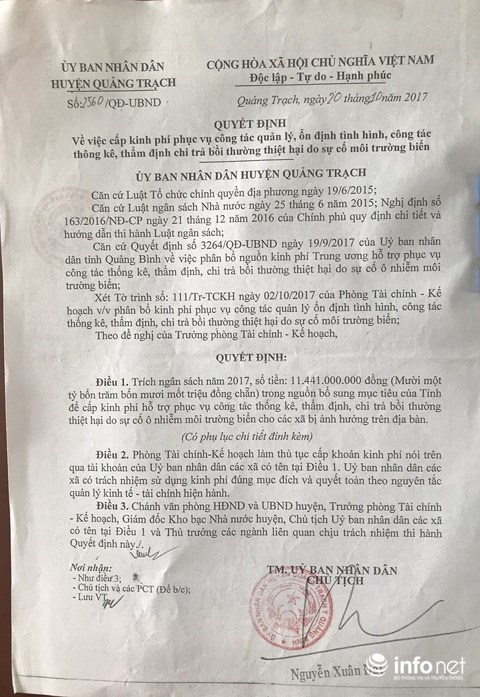 ỦY BAN NHÂN DÂN
HUYỆN QUẢNG TRẠCH
Số:2560/QĐ-UBND
CỘNG HÒA XÃ HỘI CHỦ NGHĨA VIỆT NAM
Độc lập - Tự do - Hạnh phúc
Quảng Trạch, ngày 20 tháng 10 năm 2017
QUYẾT ĐỊNH
Về việc cấp kinh phí phục vụ công tác quản lý, ổn định tình hình, công tác
thống kê, thẩm định chi trả bồi thường thiệt hại do sự cố môi trường biển
ỦY BAN NHÂN DÂN HUYỆN QUẢNG TRẠCH
Căn cứ Luật Tổ chức chính quyền địa phương ngày 19/6/2015;
Căn cứ Luật ngân sách Nhà nước ngày 25 tháng 6 năm 2015; Nghị định số
163/2016/NĐ-CP ngày 21 tháng 12 năm 2016 của Chính phủ quy định chi tiết và
hướng dẫn thi hành Luật ngân sách;
Căn cứ Quyết định số 3264/QĐ-UBND ngày 19/9/2017 của Uỷ ban nhân
dân tỉnh Quảng Bình về việc phân bổ nguồn kinh phí Trung ương hỗ trợ phục vụ
công tác thống kê, thẩm định, chi trả bồi thường thiệt hại do sự cố ô nhiễm môi
trường biển;
Xét Tờ trình số: 111/Tr-TCKH ngày 02/10/2017 của Phòng Tài chính - Kế
hoạch v/v phân bổ kinh phí phục vụ công tác quản lý ổn định tình hình, công tác
thống kê, thẩm định, chi trả bồi thường thiệt hại do sự cố môi trường biển;
Theo đề nghị của Trưởng phòng Tài chính - Kế hoạch,
QUYẾT ĐỊNH:
Điều 1. Trích ngân sách năm 2017, số tiền: 11.441.000.000 đồng (Mười một
tỷ bốn trăm bốn mươi mốt triệu đồng chẵn) trong nguồn bổ sung mục tiêu của Tỉnh
để cấp kinh phí hỗ trợ phục vụ công tác thống kê, thẩm định, chi trả bồi thường
thiệt hại do sự cố ô nhiễm môi trường biển cho các xã bị ảnh hưởng trên địa bàn.
(Có phụ lục chi tiết đính kèm)
Điều 2. Phòng Tài chính-Kế hoạch làm thủ tục cấp khoản kinh phí nói trên
qua tài khoản của Uỷ ban nhân dân các xã có tên tại Điều 1. Uỷ ban nhân dân các
xã có trách nhiệm sử dụng kinh phí đúng mục đích và quyết toán theo nguyên tắc
quản lý kinh tế - tài chính hiện hành.
Điều 3. Chánh văn phòng HĐND và UBND huyện, Trưởng phòng Tài chính
- Kế hoạch, Giám đốc Kho bạc Nhà nước huyện, Chủ tịch Uỷ ban nhân dân các xã
có tên tại Điều 1 và Thủ trưởng các ngành liên quan chịu trách nhiệm thi hành
Quyết định này./.
Nơi nhận:
- Như điều 3;
- Chủ tịch và các PCT (Để b/c);
- Lưu VT.
TM. UỶ BAN NHÂN DÂN
CHỦ TỊCH
Nguyễn Xuân
infonet
BỘ THÔNG TIN VÀ TRUYỀN THÔNG